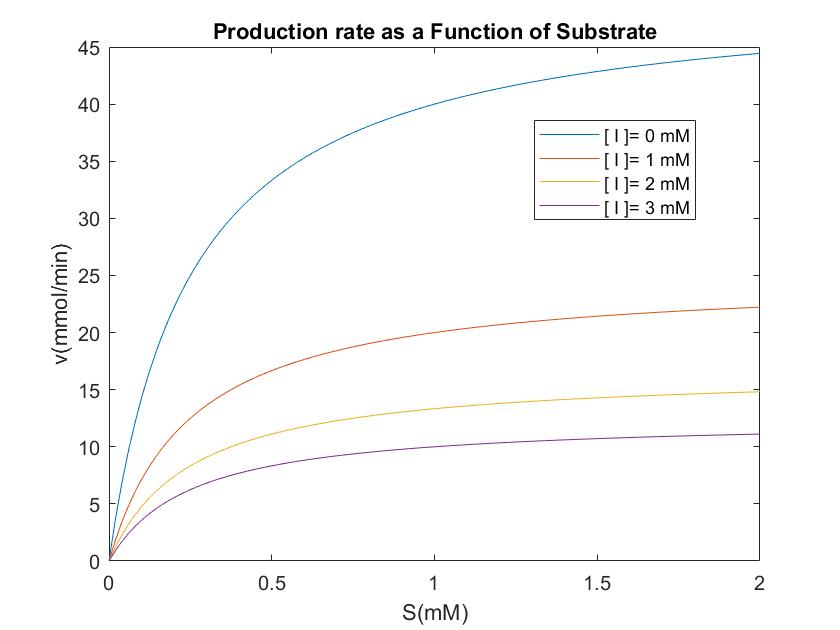 Production rate as a Function of Substrate
45
40
35
30
25
20
15
10
5
0
v(mmol/min)
[ I ]= 0 mM
[ I ]= 1 mM
[ I ]= 2 mM
[ I ]= 3 mM
0 0.5 1 1.5 2
S(mM)